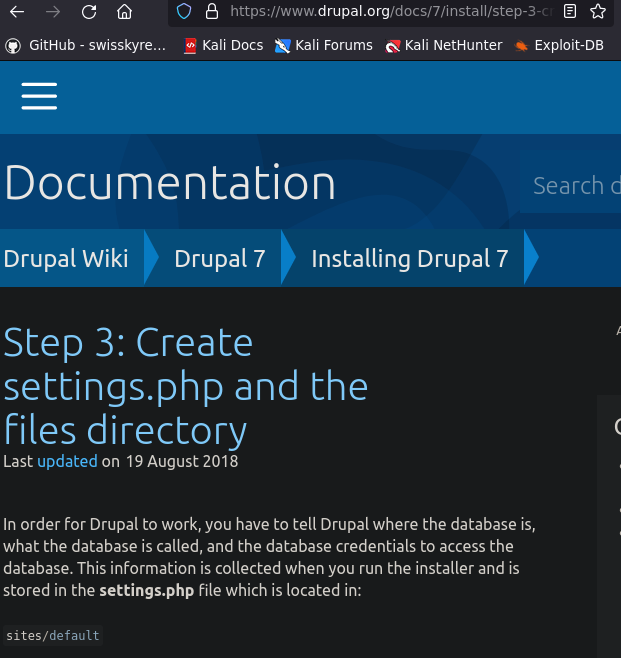 https://www.drupal.org/docs/7/install/step-3-cr
GitHub - swisskyre... Kali Docs Kali Forums Kali NetHunter Exploit-DB
Documentation
Search d
Drupal Wiki Drupal 7 Installing Drupal 7
Step 3: Create
settings.php and the
files directory
Last updated on 19 August 2018
In order for Drupal to work, you have to tell Drupal where the database is,
what the database is called, and the database credentials to access the
database. This information is collected when you run the installer and is
stored in the settings.php file which is located in:
sites/default